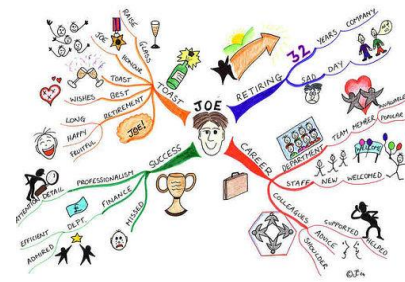 JOE
TOAST
RAISE
GLASS
JOE
HONOUR
TOAST
BEST
WISHES
RETIREMENT
LONG
HAPPY
FRUITFUL
JOE!
RETIRING
32
YEARS
COMPANY
SAD
DAY
CAREER
DEPARTMENT
TEAM
MEMBER
INVALUABLE
POPULAR
STAFF
NEW
WELCOMED
COLLEAGUES
SUPPORTED
HELPED
ADVICE
SHOULDER
SUCCESS
PROFESSIONALISM
ATTENTION
DETAIL
FINANCE
DEPT.
EFFICIENT
ADMIRED
MISSED